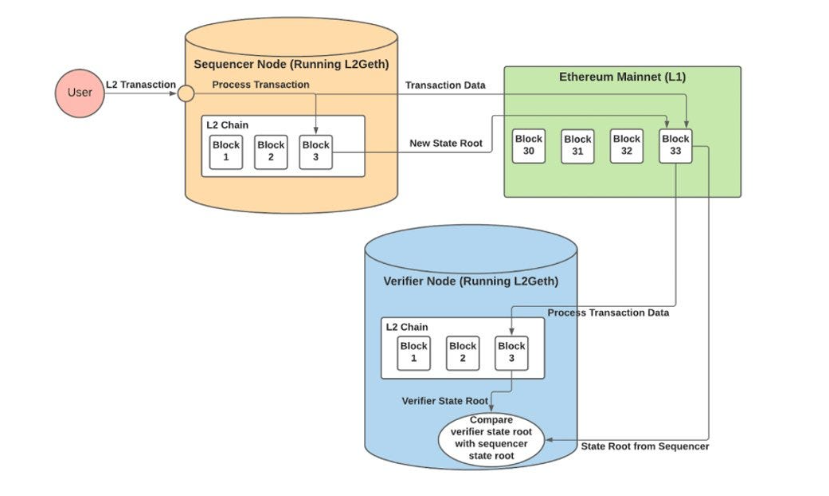 Sequencer Node (Running L2Geth)
User
L2 Tranasction
Process Transaction
Transaction Data
Ethereum Mainnet (L1)
L2 Chain
Block
1
Block
2
Block
3
New State Root
Block
30
Block
31
Block
32
Block
33
Verifier Node (Running L2Geth)
Process Transaction Data
L2 Chain
Block
1
Block
2
Block
3
Verifier State Root
Compare
verifier state root
with sequencer
state root
State Root from Sequencer